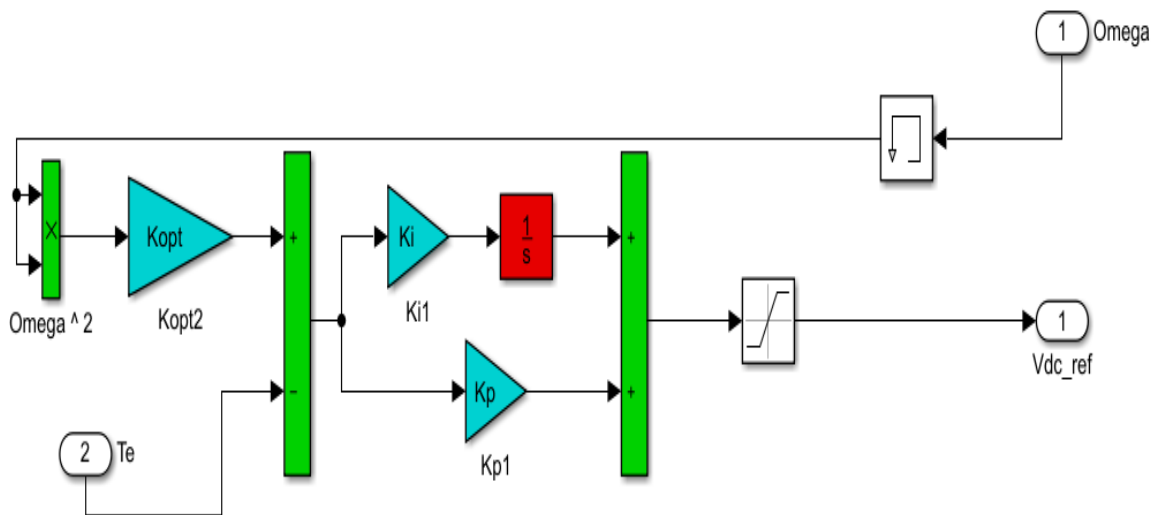 1
Omega
X
Omega ^ 2
Kopt
Kopt2
+
−
Ki
Ki1
1
s
Kp
Kp1
+
+
1
Vdc_ref
2
Te